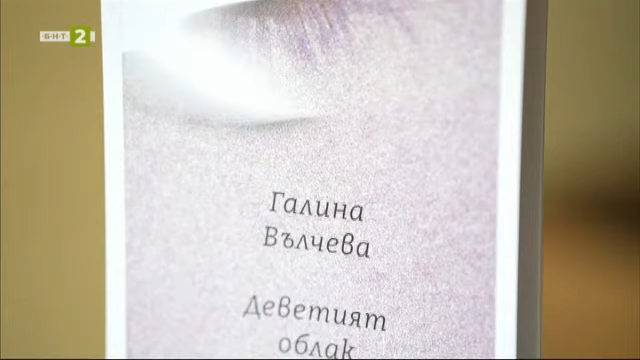 БНТ 2
Галина
Вълчева
Деветият
облак